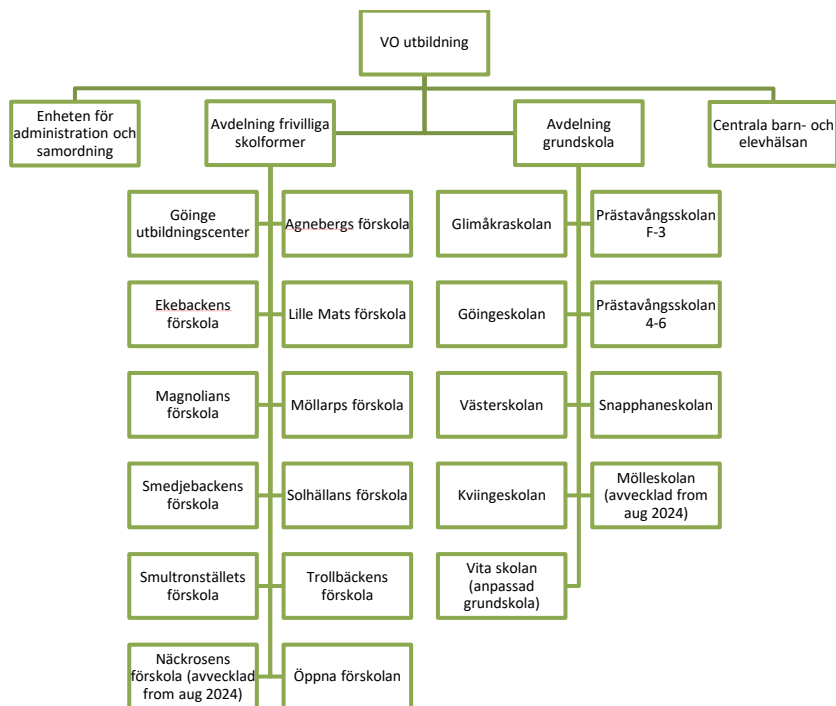 VO utbildning
Enheten för
administration och
samordning
Avdelning frivilliga
skolformer
Avdelning
grundskola
Centrala barn- och
elevhälsan
Göinge
utbildningscenter
Agnebergs förskola
Glimåkraskolan
Prästavångsskolan
F-3
Ekebackens
förskola
Lille Mats förskola
Göingeskolan
Prästavångsskolan
4-6
Magnolians
förskola
Möllarps förskola
Västerskolan
Snapphaneskolan
Smedjebackens
förskola
Solhällans förskola
Kviingeskolan
Mölleskolan
(avvecklad from
aug 2024)
Smultronställets
förskola
Trollbäckens
förskola
Vita skolan
(anpassad
grundskola)
Näckrosens
förskola (avvecklad
from aug 2024)
Öppna förskolan